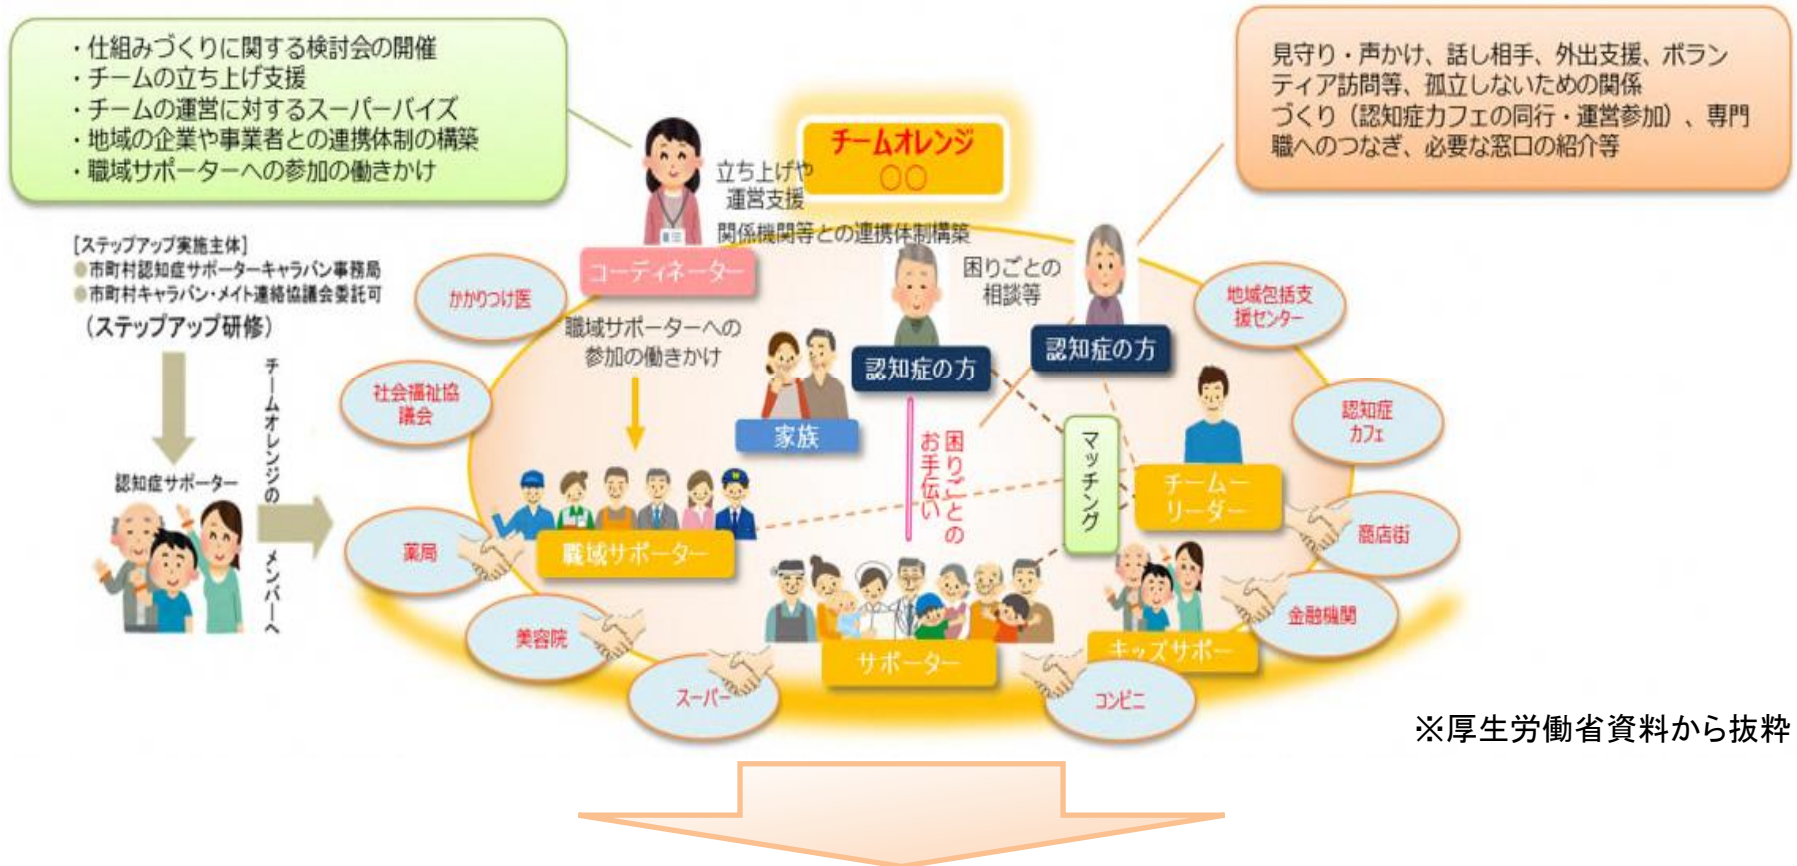 ・仕組みづくりに関する検討会の開催
・チームの立ち上げ支援
・チームの運営に対するスーパーバイズ
・地域の企業や事業者との連携体制の構築
・職域サポーターへの参加の働きかけ
見守り・声かけ、話し相手、外出支援、ボラン
ティア訪問等、孤立しないための関係
づくり（認知症カフェの同行・運営参加）、専門
職へのつなぎ、必要な窓口の紹介等
チームオレンジ
〇〇
立ち上げや
運営支援
関係機関等との連携体制構築
コーディネーター
[ステップアップ実施主体]
●市町村認知症サポーターキャラバン事務局
●市町村キャラバン・メイト連絡協議会委託可
（ステップアップ研修）
チームオレンジの メンバーへ
認知症サポーター
かかりつけ医
社会福祉協
議会
薬局
美容院
スーパー
コンビニ
金融機関
商店街
認知症
カフェ
地域包括支
援センター
職域サポーターへの
参加の働きかけ
困りごとの
相談等
認知症の方
認知症の方
家族
困りごとの
お手伝い
マッチング
チームー
リーダー
職域サポーター
サポーター
キッズサポー
※厚生労働省資料から抜粋